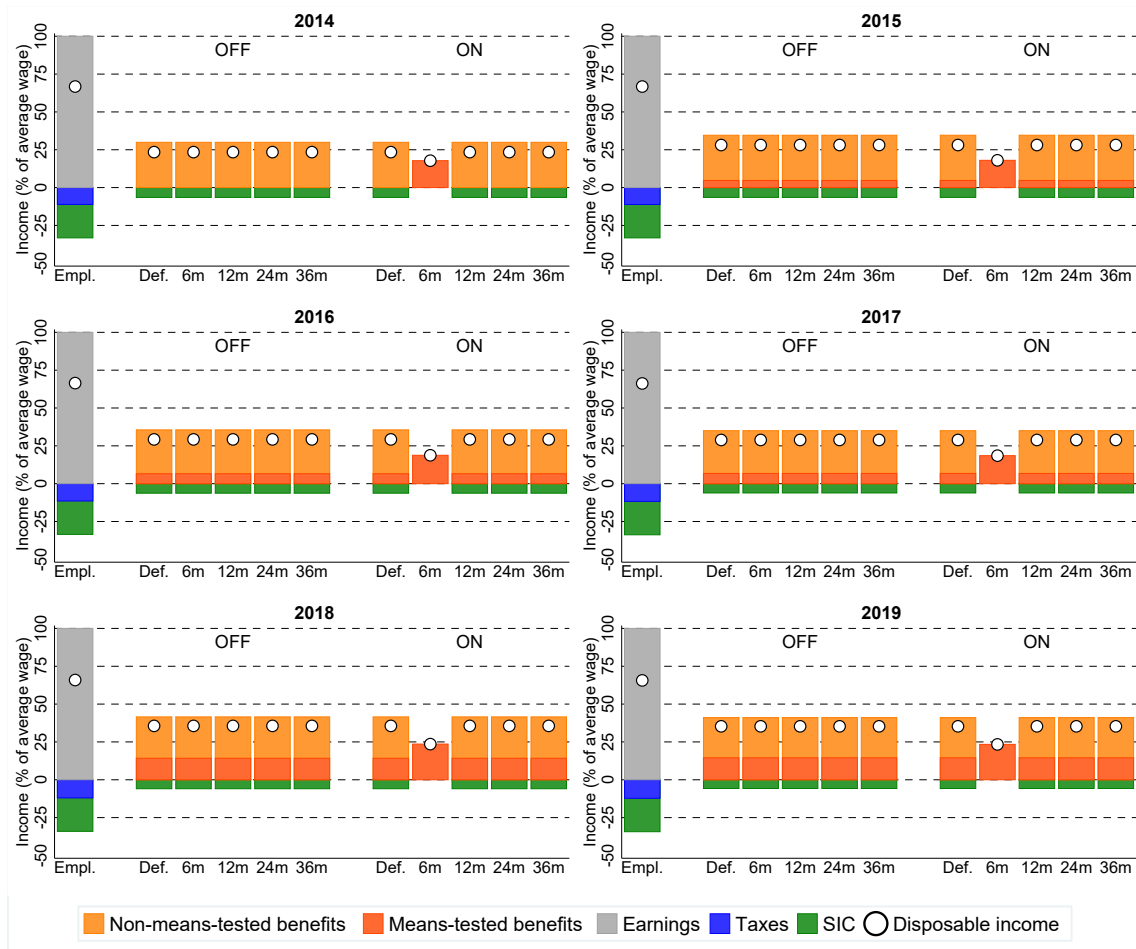 2014
Income (% of average wage)
100
75
50
25
0
-25
-50
OFF
ON
Empl.
Def. 6m 12m 24m 36m
Def. 6m 12m 24m 36m
2015
Income (% of average wage)
100
75
50
25
0
-25
-50
OFF
ON
Empl.
Def. 6m 12m 24m 36m
Def. 6m 12m 24m 36m
2016
Income (% of average wage)
100
75
50
25
0
-25
-50
OFF
ON
Empl.
Def. 6m 12m 24m 36m
Def. 6m 12m 24m 36m
2017
Income (% of average wage)
100
75
50
25
0
-25
-50
OFF
ON
Empl.
Def. 6m 12m 24m 36m
Def. 6m 12m 24m 36m
2018
Income (% of average wage)
100
75
50
25
0
-25
-50
OFF
ON
Empl.
Def. 6m 12m 24m 36m
Def. 6m 12m 24m 36m
2019
Income (% of average wage)
100
75
50
25
0
-25
-50
OFF
ON
Empl.
Def. 6m 12m 24m 36m
Def. 6m 12m 24m 36m
Non-means-tested benefits Means-tested benefits Earnings Taxes SIC Disposable income